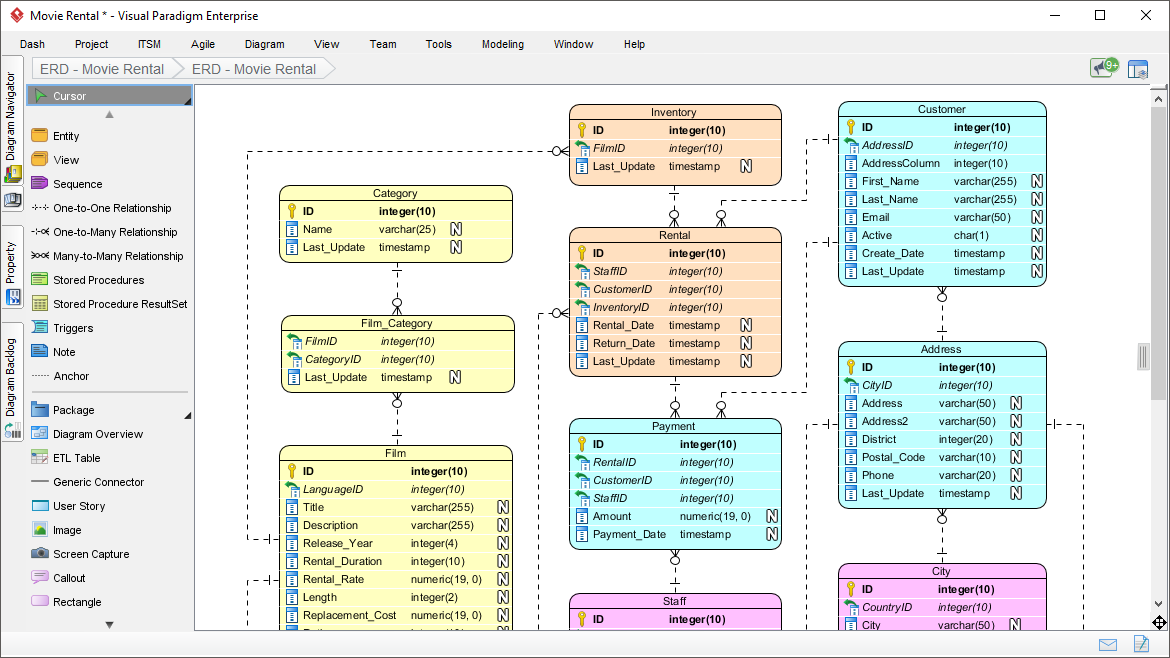 Movie Rental * - Visual Paradigm Enterprise
Dash Project ITSM Agile Diagram View Team Tools Modeling Window Help
ERD - Movie Rental ERD - Movie Rental
9+
Diagram Navigator
Property
Diagram Backlog
Cursor
Entity
View
Sequence
One-to-One Relationship
One-to-Many Relationship
Many-to-Many Relationship
Stored Procedures
Stored Procedure ResultSet
Triggers
Note
Anchor
Package
Diagram Overview
ETL Table
Generic Connector
User Story
Image
Screen Capture
Callout
Rectangle
Category
ID integer(10)
Name varchar(25) N
Last_Update timestamp N
Film_Category
FilmID integer(10)
CategoryID integer(10)
Last_Update timestamp N
Film
ID integer(10)
LanguageID integer(10)
Title varchar(255) N
Description varchar(255) N
Release_Year integer(4) N
Rental_Duration integer(10) N
Rental_Rate numeric(19, 0) N
Length integer(2) N
Replacement_Cost numeric(19, 0) N
Inventory
ID integer(10)
FilmID integer(10)
Last_Update timestamp N
Rental
ID integer(10)
StaffID integer(10)
CustomerID integer(10)
InventoryID integer(10)
Rental_Date timestamp N
Return_Date timestamp N
Last_Update timestamp N
Payment
ID integer(10)
RentalID integer(10)
CustomerID integer(10)
StaffID integer(10)
Amount numeric(19, 0) N
Payment_Date timestamp N
Staff
ID integer(10)
Customer
ID integer(10)
AddressID integer(10)
AddressColumn integer(10)
First_Name varchar(255) N
Last_Name varchar(255) N
Email varchar(50) N
Active char(1) N
Create_Date timestamp N
Last_Update timestamp N
Address
ID integer(10)
CityID integer(10)
Address varchar(50) N
Address2 varchar(50) N
District integer(20) N
Postal_Code varchar(10) N
Phone varchar(20) N
Last_Update timestamp N
City
ID integer(10)
CountryID integer(10)
City varchar(50) N